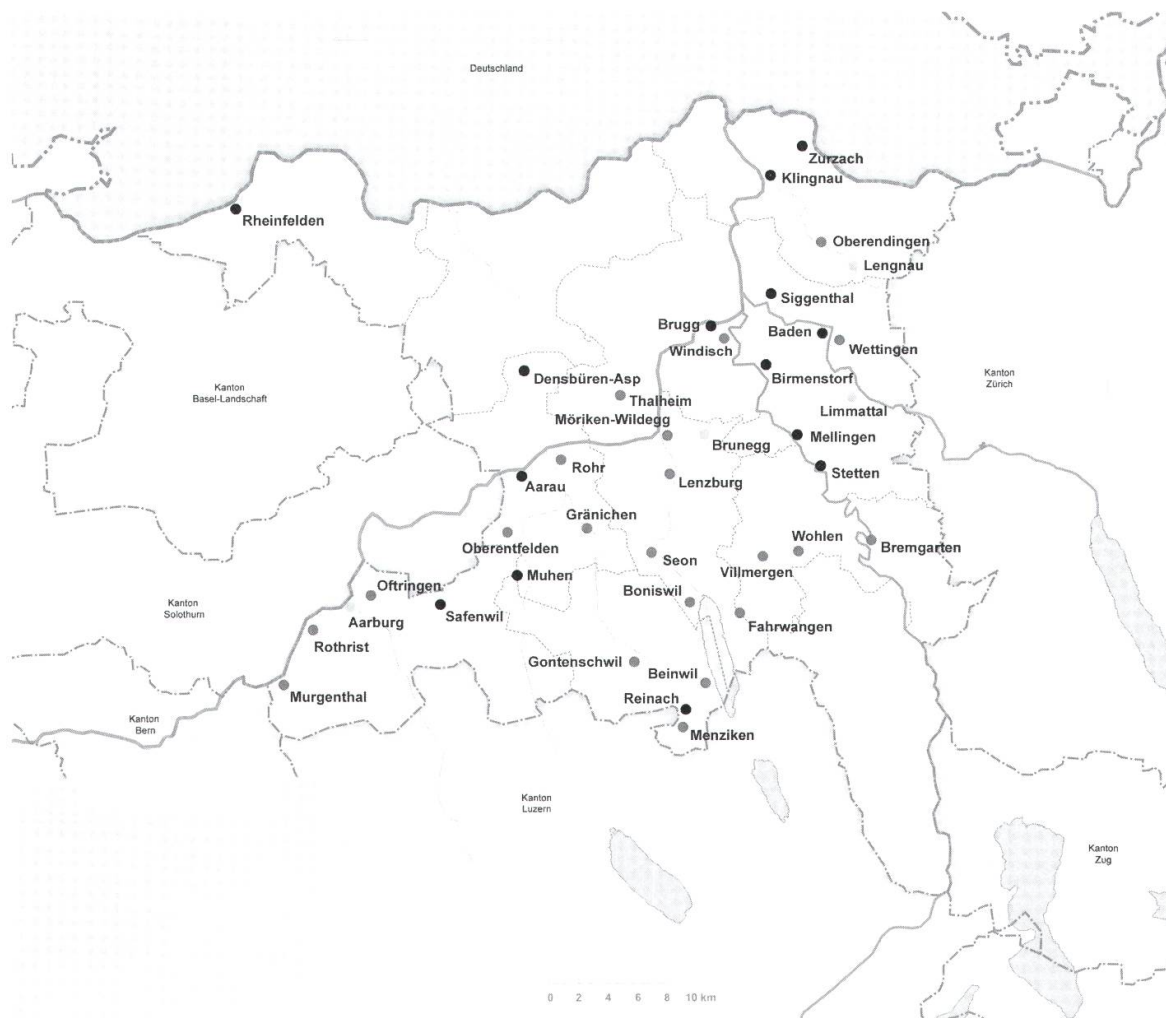 Deutschland
Zurzach
Klingnau
Rheinfelden
Oberendingen
Lengnau
Siggenthal
Brugg
Baden
Windisch
Wettingen
Kanton
Basel-Landschaft
Densbüren-Asp
Birmenstorf
Kanton
Zürich
Thalheim
Limmattal
Möriken-Wildegg
Brunegg
Mellingen
Rohr
Stetten
Aarau
Lenzburg
Gränichen
Oberentfelden
Wohlen
Bremgarten
Seon
Villmergen
Muhen
Oftringen
Boniswil
Kanton
Solothurn
Aarburg
Safenwil
Fahrwangen
Rothrist
Gontenschwil
Beinwil
Murgenthal
Reinach
Kanton
Bern
Menziken
Kanton
Luzern
Kanton
Zug
0 2 4 6 8 10 km